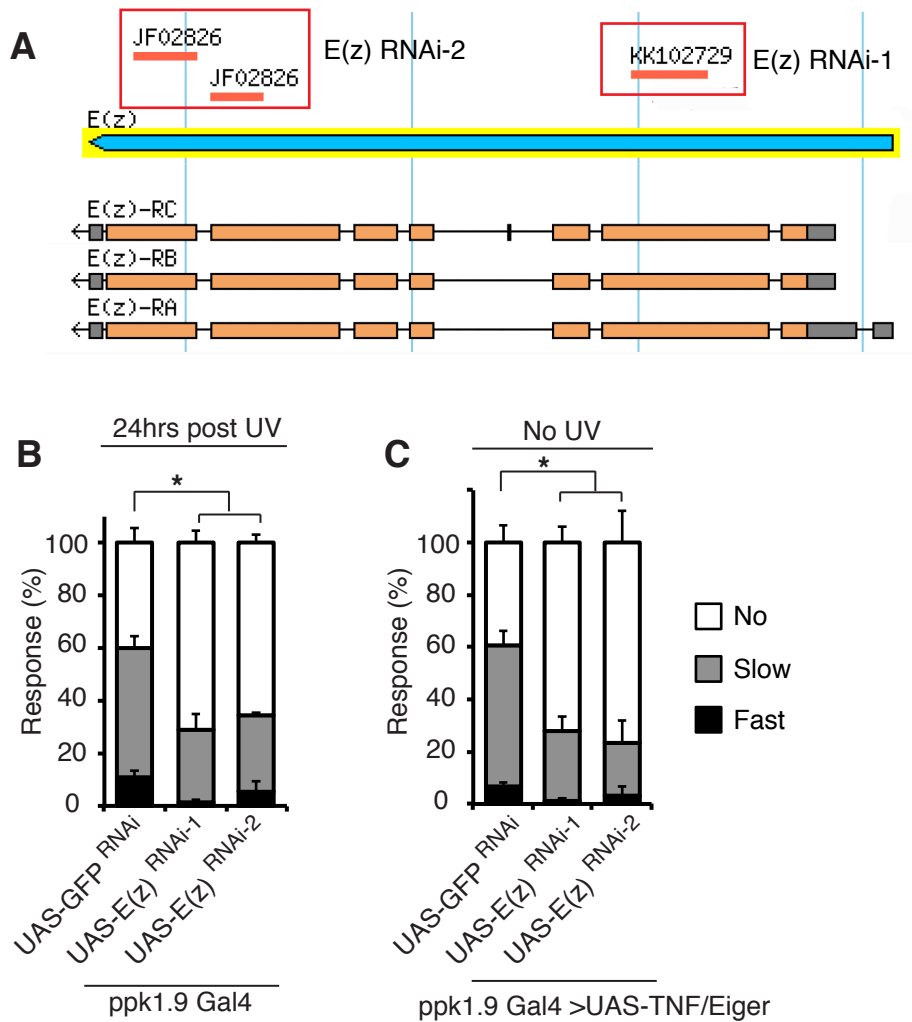 A
JF02826
JF02826
E(z) RNAi-2
KK102729
E(z) RNAi-1
E(z)
E(z)-RC
E(z)-RB
E(z)-RA
B
24hrs post UV
*
Response (%)
100
80
60
40
20
0
UAS-GFP RNAi
UAS-E(z) RNAi-1
UAS-E(z) RNAi-2
ppk1.9 Gal4
C
No UV
*
Response (%)
100
80
60
40
20
0
UAS-GFP RNAi
UAS-E(z) RNAi-1
UAS-E(z) RNAi-2
ppk1.9 Gal4 >UAS-TNF/Eiger
No
Slow
Fast